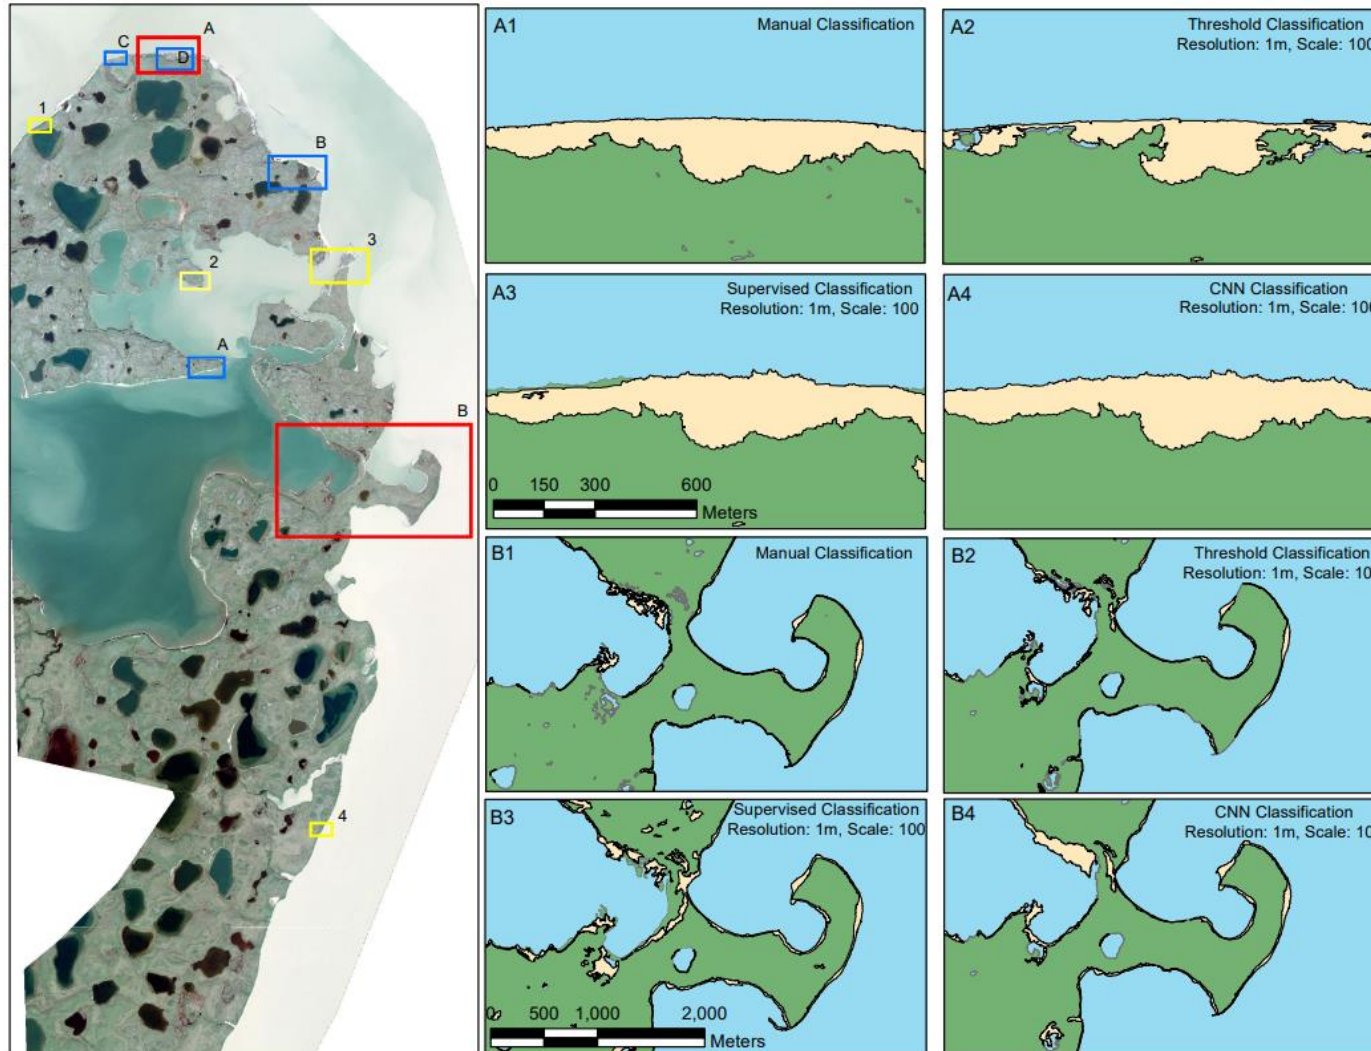 C
A
D
1
B
3
2
A
B
4
A1
Manual Classification
A2
Threshold Classification
Resolution: 1m, Scale: 100
A3
Supervised Classification
Resolution: 1m, Scale: 100
0 150 300 600
Meters
A4
CNN Classification
Resolution: 1m, Scale: 100
B1
Manual Classification
B2
Threshold Classification
Resolution: 1m, Scale: 10
B3
Supervised Classification
Resolution: 1m, Scale: 100
0 500 1,000 2,000
Meters
B4
CNN Classification
Resolution: 1m, Scale: 10